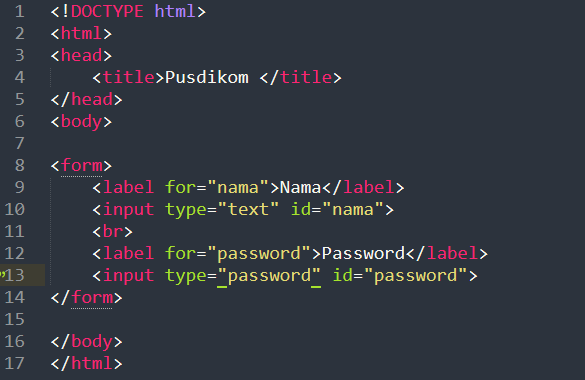 1 <!DOCTYPE html>
2 <html>
3 <head>
4     <title>Pusdikom </title>
5 </head>
6 <body>
7
8 <form>
9     <label for="nama">Nama</label>
10     <input type="text" id="nama">
11     <br>
12     <label for="password">Password</label>
13     <input type="password" id="password">
14 </form>
15
16 </body>
17 </html>